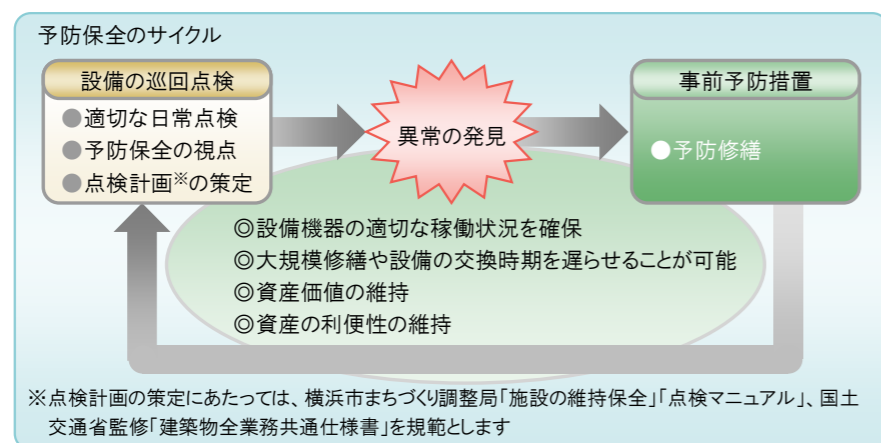 予防保全のサイクル
設備の巡回点検
●適切な日常点検
●予防保全の視点
●点検計画※の策定
異常の発見
事前予防措置
●予防修繕
◎設備機器の適切な稼働状況を確保
◎大規模修繕や設備の交換時期を遅らせることが可能
◎資産価値の維持
◎資産の利便性の維持
※点検計画の策定にあたっては、横浜市まちづくり調整局「施設の維持保全」「点検マニュアル」、国土
交通省監修「建築物全業務共通仕様書」を規範とします